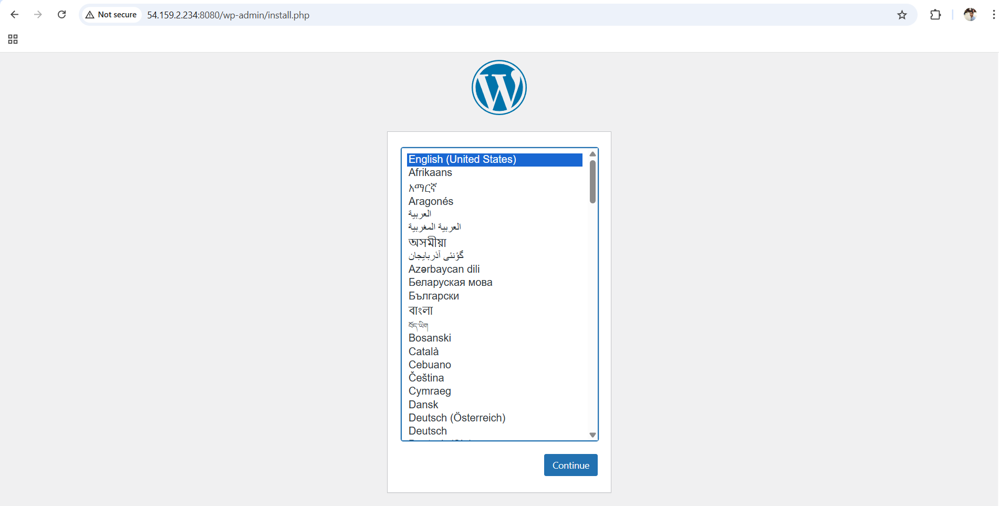 Not secure 54.159.2.234:8080/wp-admin/install.php
English (United States)
Afrikaans
አማርኛ
Aragonés
العربية
العربية المغربية
অসমীয়া
گؤنئی آذربایجان
Azərbaycan dili
Беларуская мова
Български
বাংলা
བོད་ཡིག
Bosanski
Català
Cebuano
Čeština
Cymraeg
Dansk
Deutsch (Österreich)
Deutsch
Continue